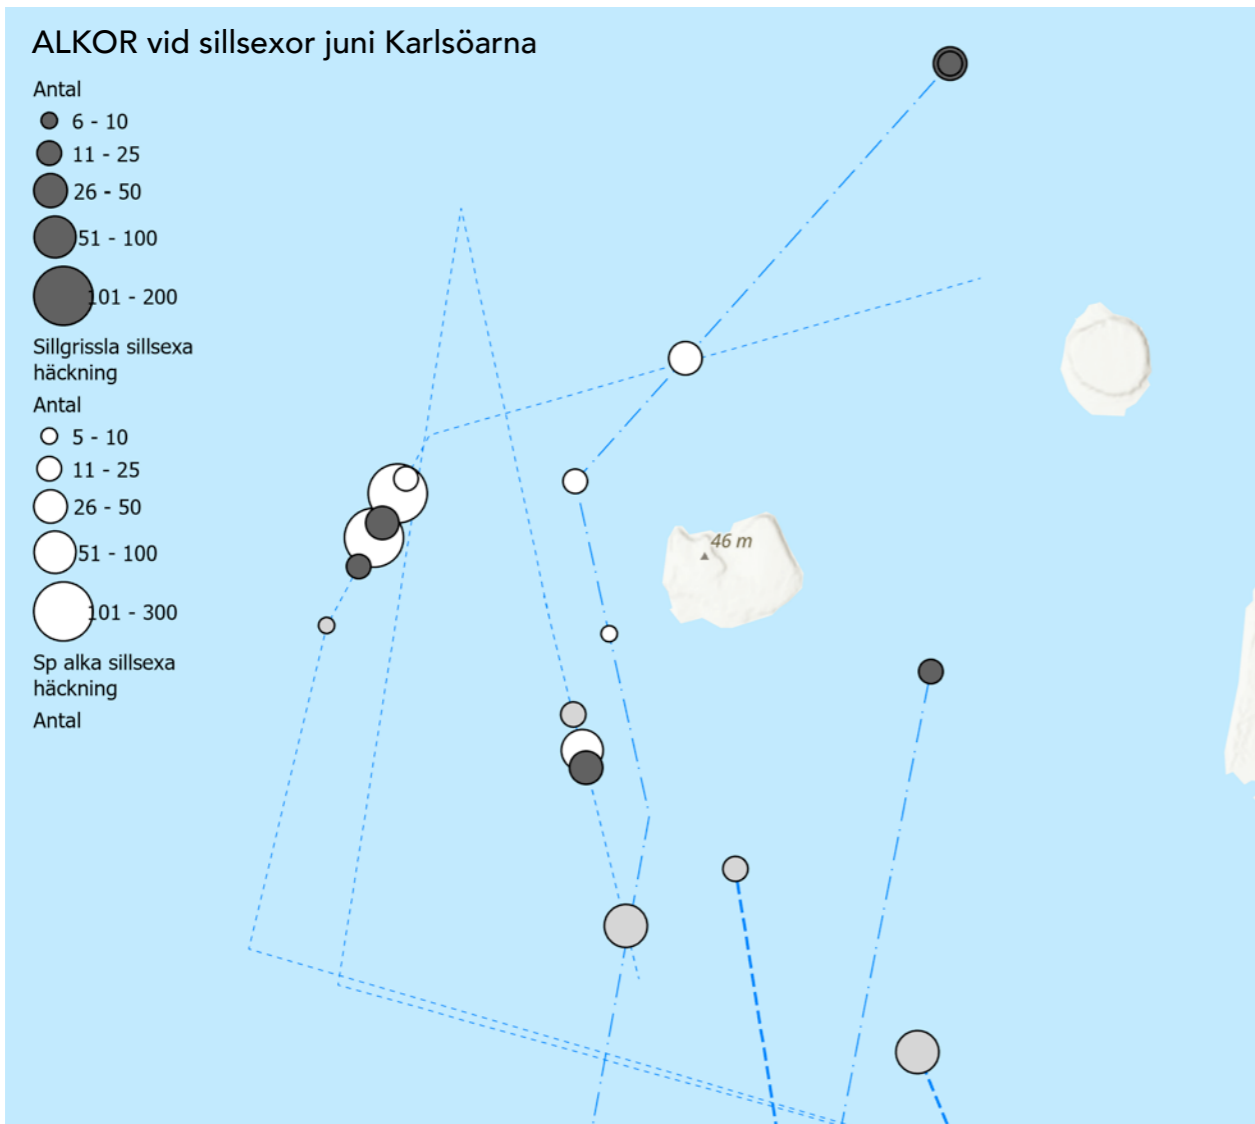 ALKOR vid sillsexor juni Karlsöarna
Antal
6 - 10
11 - 25
26 - 50
51 - 100
101 - 200
Sillgrissla sillsexa
häckning
Antal
5 - 10
11 - 25
26 - 50
51 - 100
101 - 300
Sp alka sillsexa
häckning
Antal
46 m